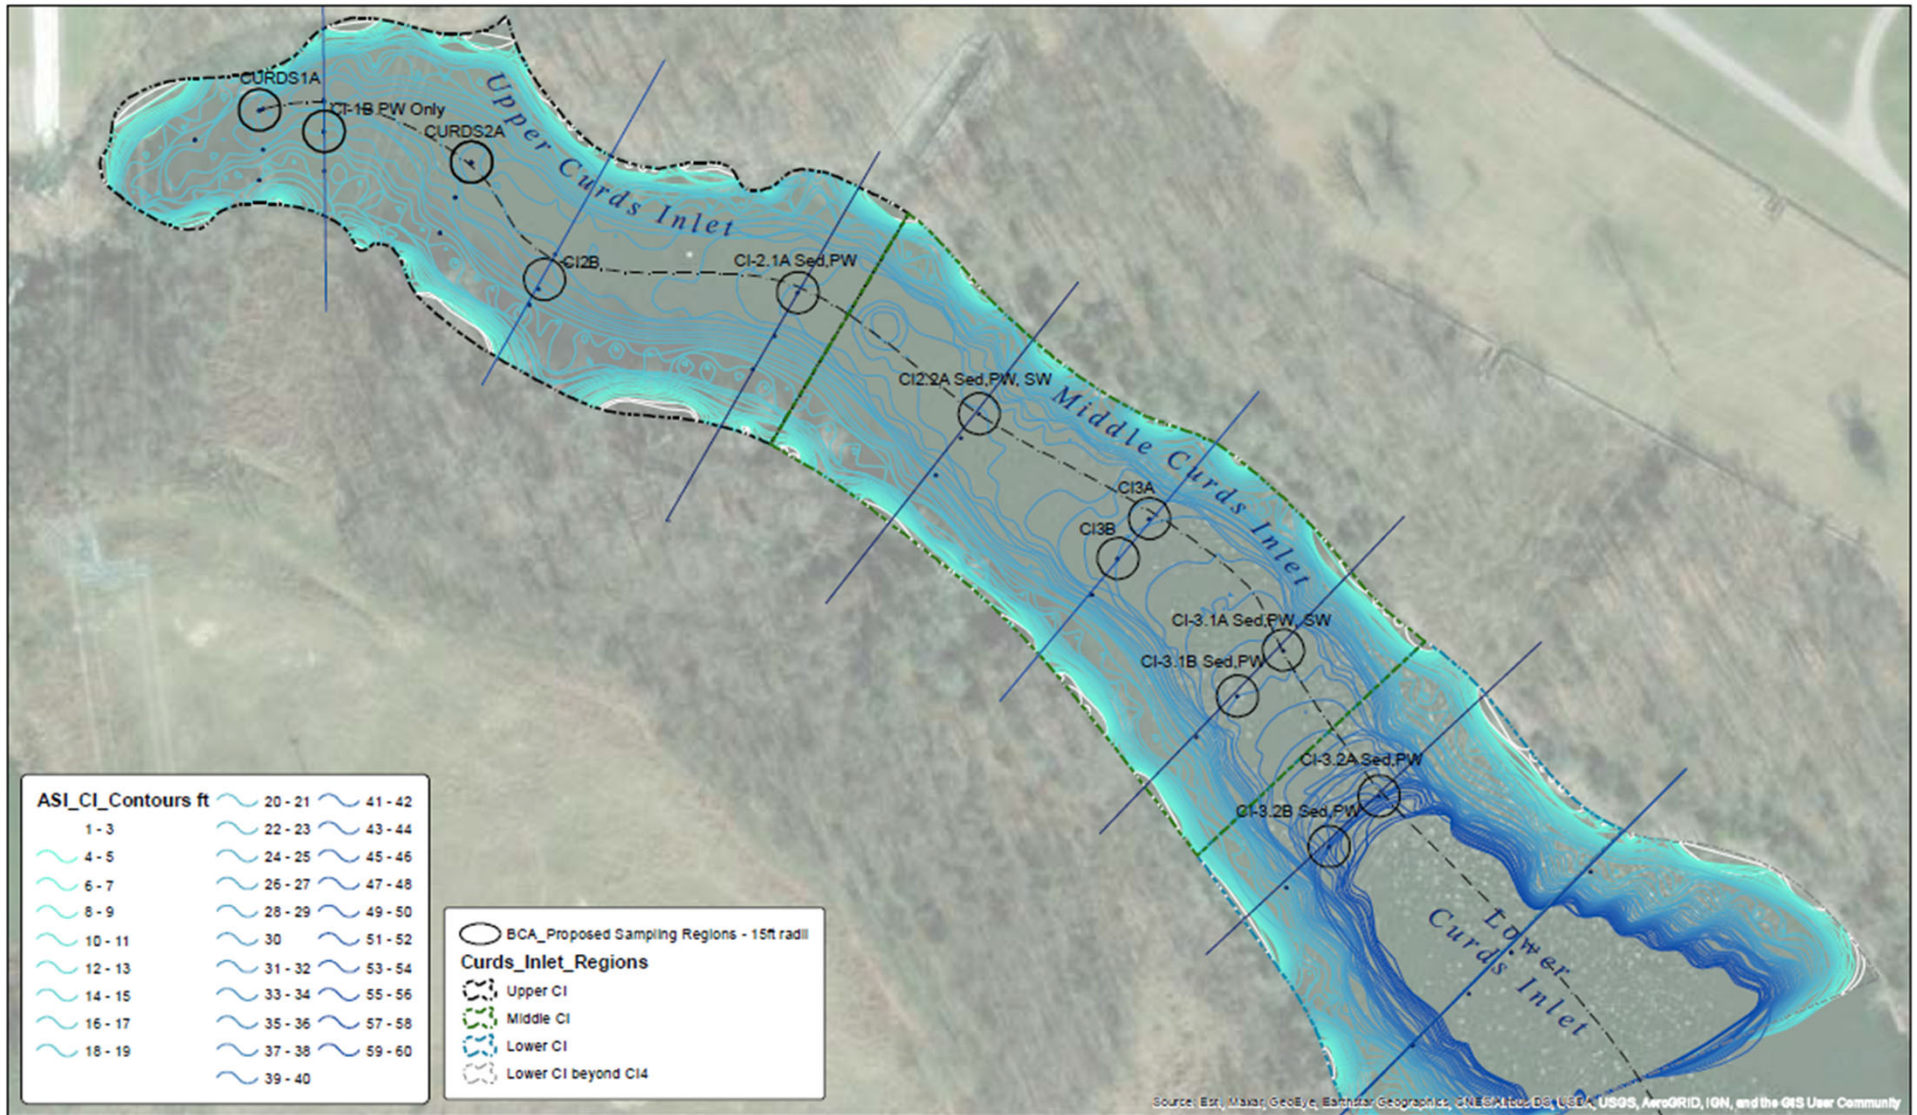 CURDS1A
CI-1B PW Only
CURDS2A
Upper Curds Inlet
CI2B
CI-2.1A Sed,PW
CI2.2A Sed,PW, SW
Middle Curds Inlet
CI3A
CI3B
CI-3.1A Sed,PW, SW
CI-3.1B Sed,PW
CI-3.2A Sed,PW
CI-3.2B Sed,PW
Lower
Curds Inlet
ASI_CI_Contours ft
1 - 3
4 - 5
6 - 7
8 - 9
10 - 11
12 - 13
14 - 15
16 - 17
18 - 19
20 - 21
22 - 23
24 - 25
26 - 27
28 - 29
30
31 - 32
33 - 34
35 - 36
37 - 38
39 - 40
41 - 42
43 - 44
45 - 46
47 - 48
49 - 50
51 - 52
53 - 54
55 - 56
57 - 58
59 - 60
BCA_Proposed Sampling Regions - 15ft radii
Curds_Inlet_Regions
Upper CI
Middle CI
Lower CI
Lower CI beyond CI4
Source: Esri, Maxar, GeoEye, Earthstar Geographics, CNES/Airbus DS, USDA, USGS, AeroGRID, IGN, and the GIS User Community